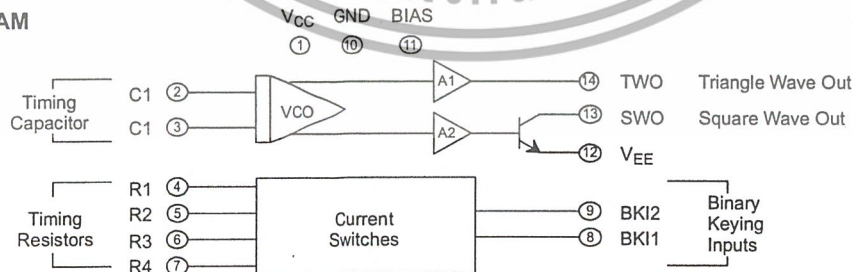 AM
VCC GND BIAS
1 10 11
Timing Capacitor
C1 2
C1 3
VCO
A1
A2
14 TWO Triangle Wave Out
13 SWO Square Wave Out
12 VEE
Timing Resistors
R1 4
R2 5
R3 6
R4 7
Current Switches
9 BKI2
8 BKI1
Binary Keying Inputs